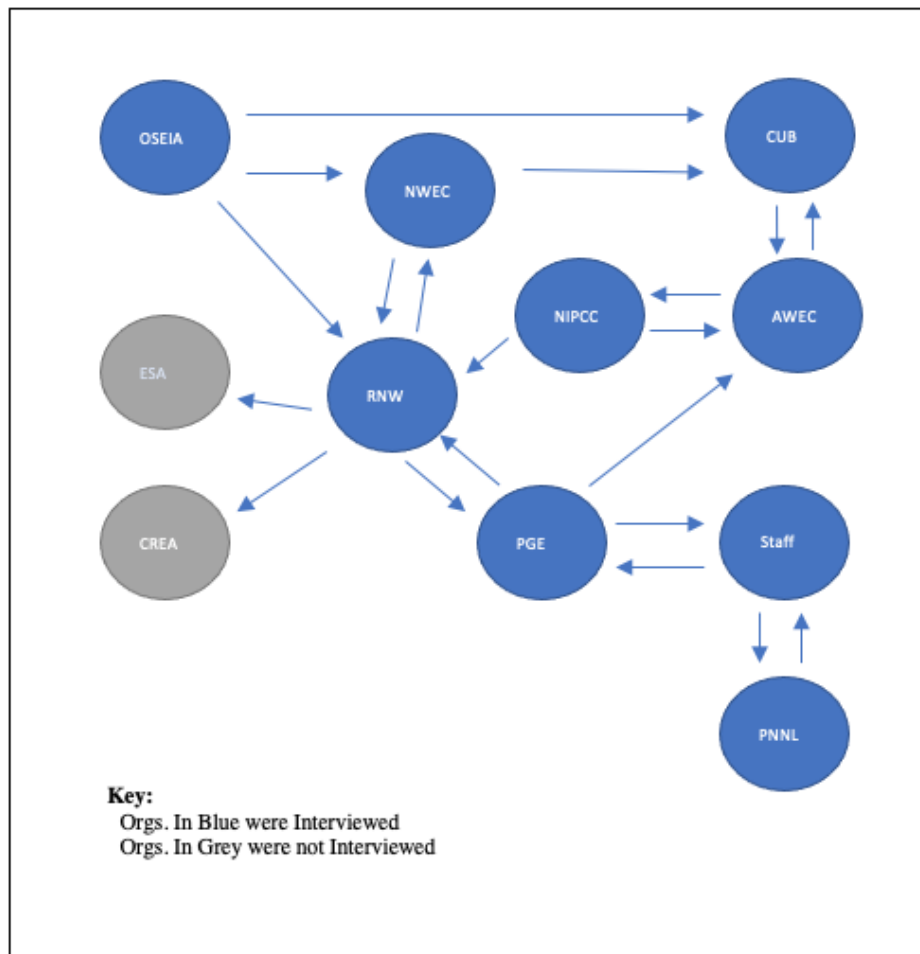 OSEIA
CUB
NWEC
NIPCC
AWEC
ESA
RNW
CREA
PGE
Staff
PNNL
Key:
Orgs. In Blue were Interviewed
Orgs. In Grey were not Interviewed